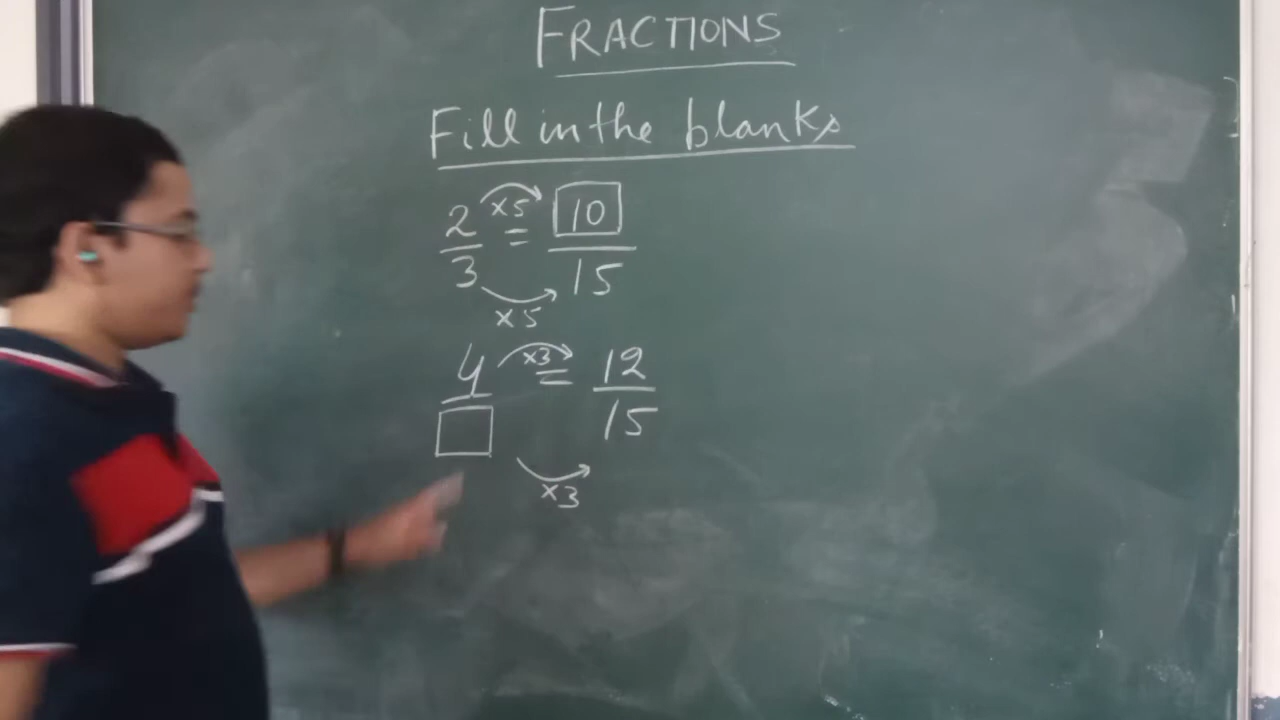 FRACTIONS
Fill in the blanks
×5
2/3 = 10/15
×5
×3
4/□ = 12/15
×3